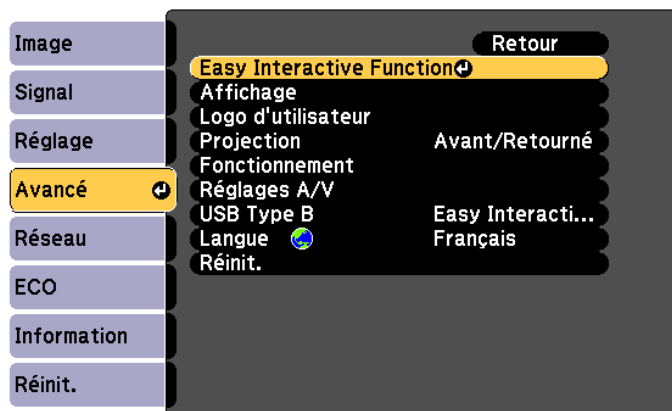 Image
Signal
Réglage
Avancé
Réseau
ECO
Information
Réinit.
Retour
Easy Interactive Function
Affichage
Logo d'utilisateur
Projection Avant/Retourné
Fonctionnement
Réglages A/V
USB Type B Easy Interacti...
Langue Français
Réinit.